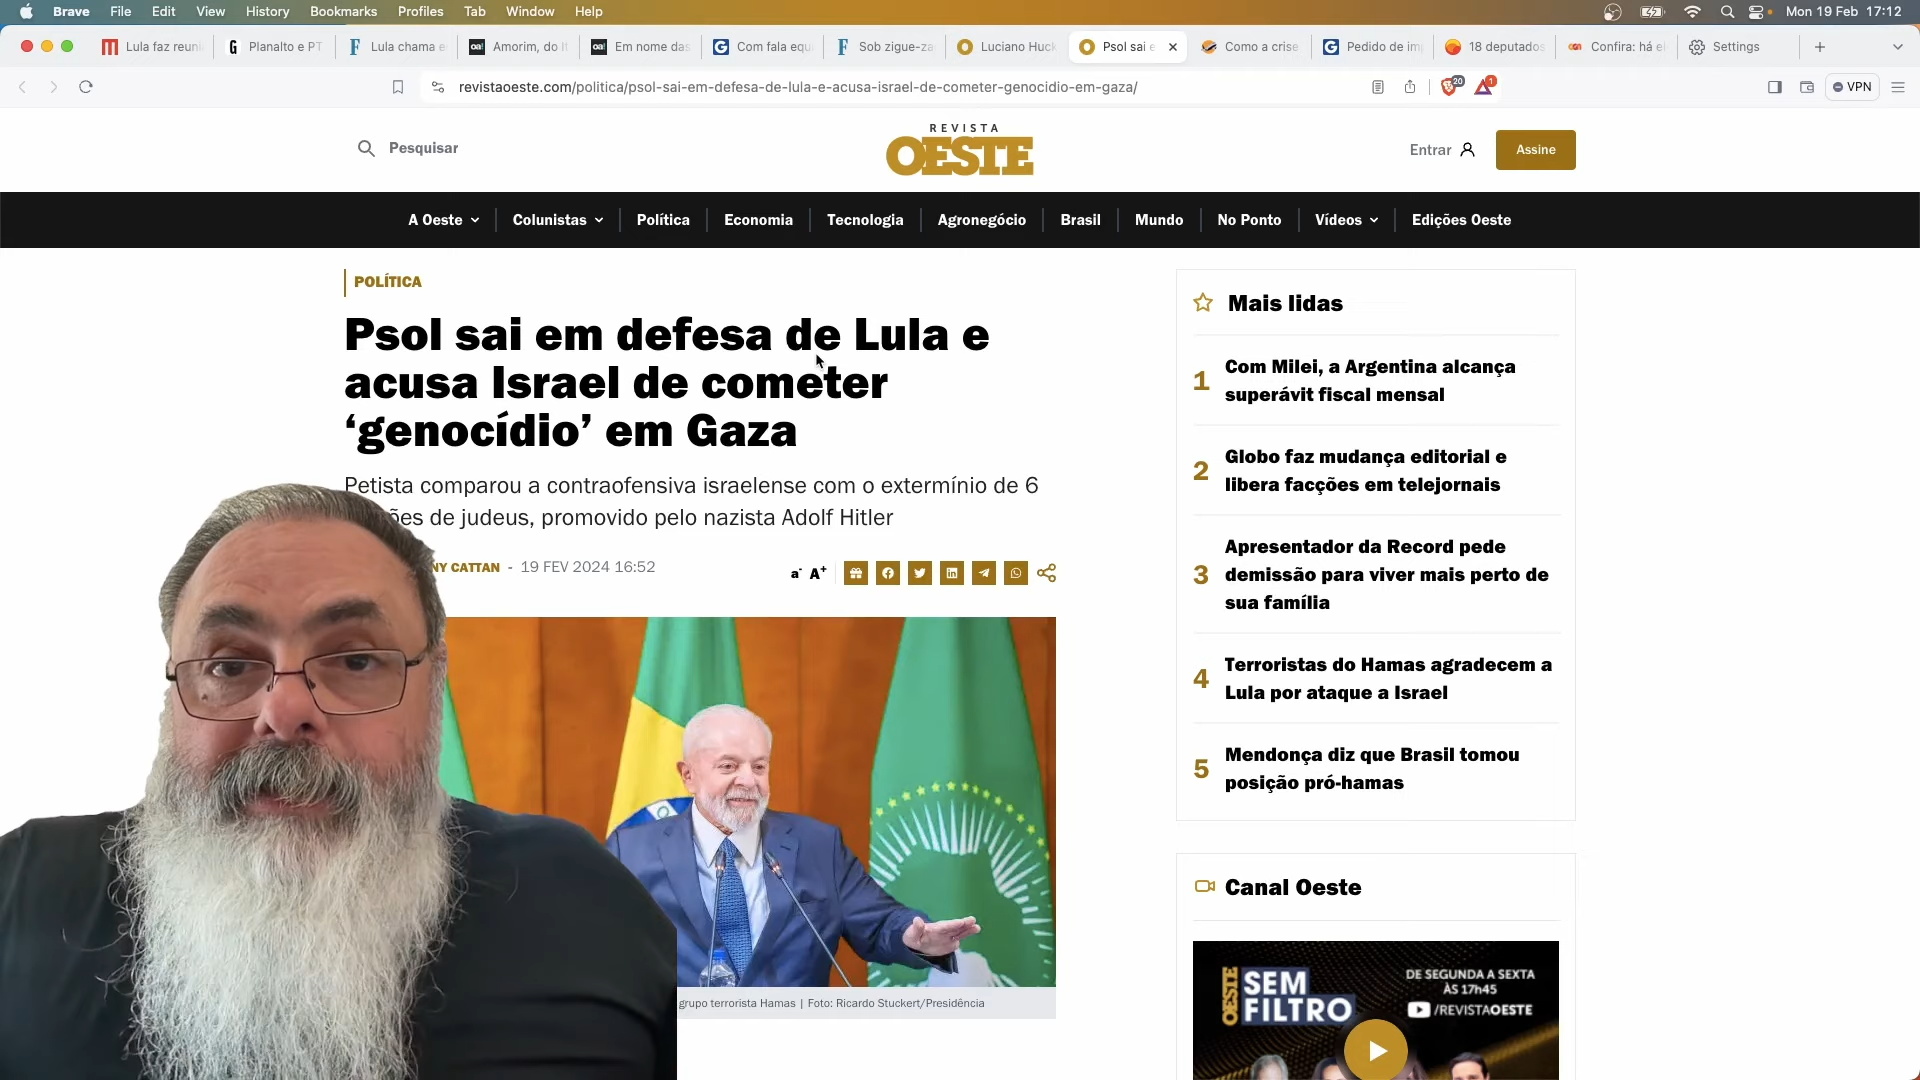 Brave File Edit View History Bookmarks Profiles Tab Window Help Mon 19 Feb 17:12
Lula faz reuni Planalto e PT Lula chama e Amorim, do It Em nome das Com fala equi Sob zigue-za Luciano Huck Psol sai e Como a crise Pedido de im 18 deputados Confira: há el Settings
revistaoeste.com/politica/psol-sai-em-defesa-de-lula-e-acusa-israel-de-cometer-genocidio-em-gaza/ 20 1 VPN
Pesquisar
REVISTA
OESTE
Entrar
Assine
A Oeste Colunistas Política Economia Tecnologia Agronegócio Brasil Mundo No Ponto Vídeos Edições Oeste
POLÍTICA
Psol sai em defesa de Lula e
acusa Israel de cometer
‘genocídio’ em Gaza
Petista comparou a contraofensiva israelense com o extermínio de 6
ões de judeus, promovido pelo nazista Adolf Hitler
NY CATTAN - 19 FEV 2024 16:52
a- A+
grupo terrorista Hamas | Foto: Ricardo Stuckert/Presidência
Mais lidas
1 Com Milei, a Argentina alcança
superávit fiscal mensal
2 Globo faz mudança editorial e
libera facções em telejornais
3 Apresentador da Record pede
demissão para viver mais perto de
sua família
4 Terroristas do Hamas agradecem a
Lula por ataque a Israel
5 Mendonça diz que Brasil tomou
posição pró-hamas
Canal Oeste
OESTE
SEM
FILTRO
DE SEGUNDA A SEXTA
ÀS 17h45
/REVISTAOESTE